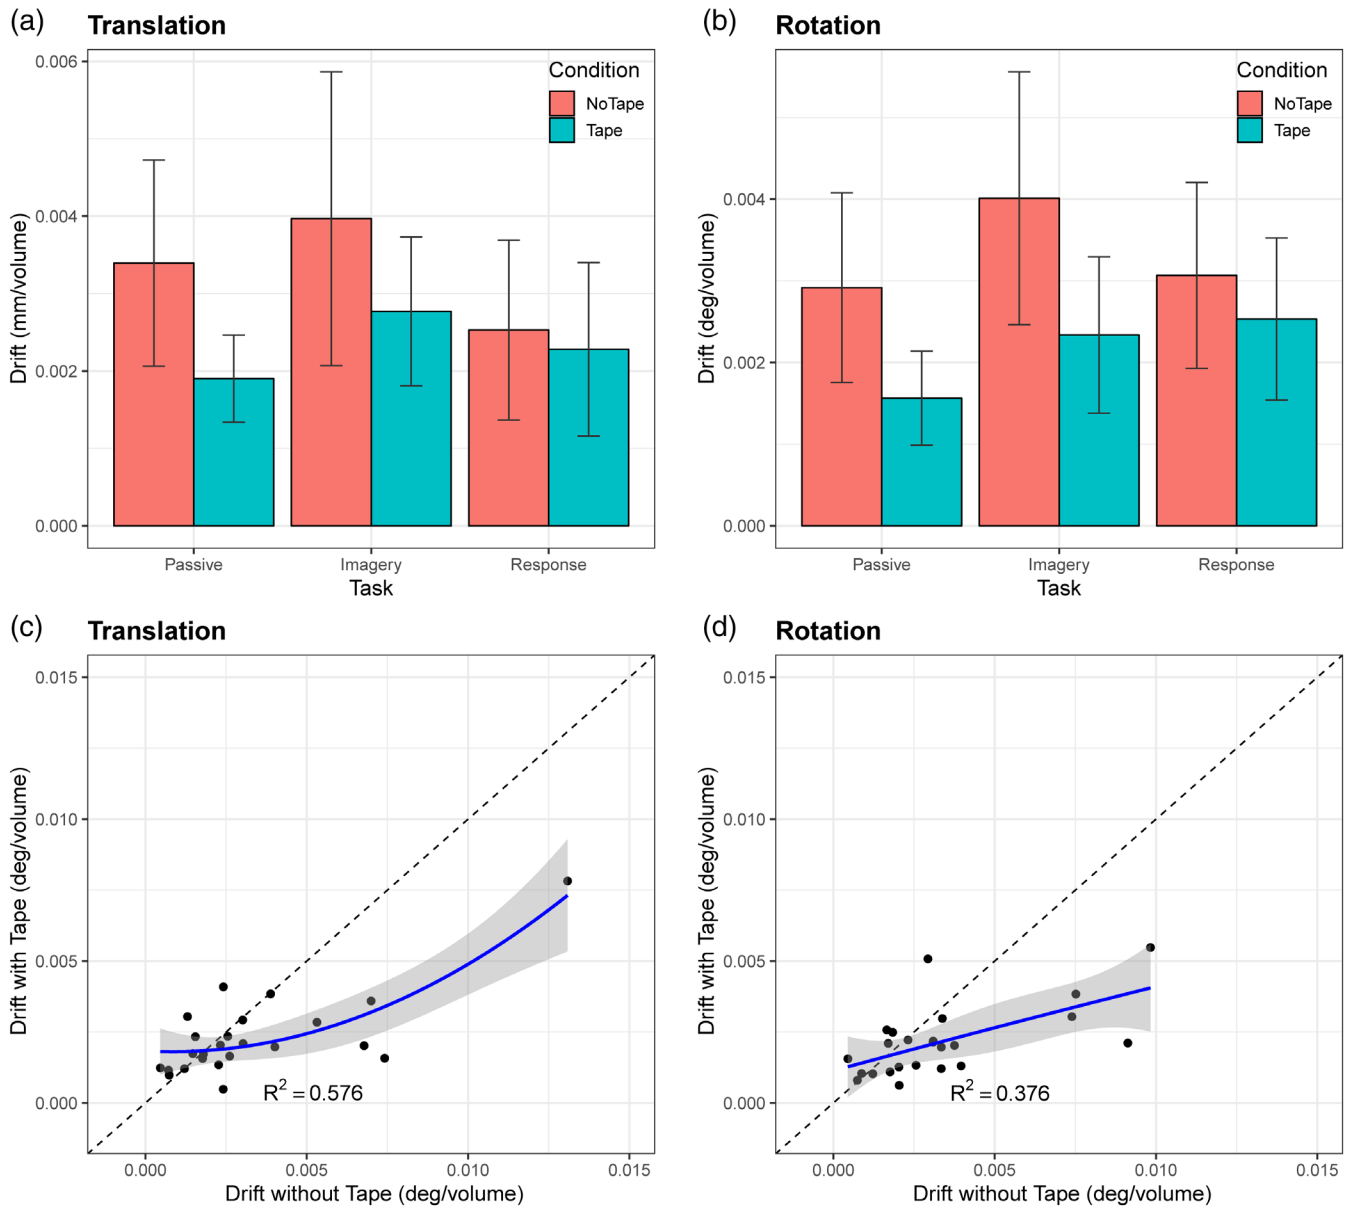 (a) Translation
0.006
0.004
0.002
0.000
Drift (mm/volume)
Condition
NoTape
Tape
Passive Imagery Response
Task
(b) Rotation
0.004
0.002
0.000
Drift (deg/volume)
Condition
NoTape
Tape
Passive Imagery Response
Task
(c) Translation
0.015
0.010
0.005
0.000
Drift with Tape (deg/volume)
R² = 0.576
0.000 0.005 0.010 0.015
Drift without Tape (deg/volume)
(d) Rotation
0.015
0.010
0.005
0.000
Drift with Tape (deg/volume)
R² = 0.376
0.000 0.005 0.010 0.015
Drift without Tape (deg/volume)